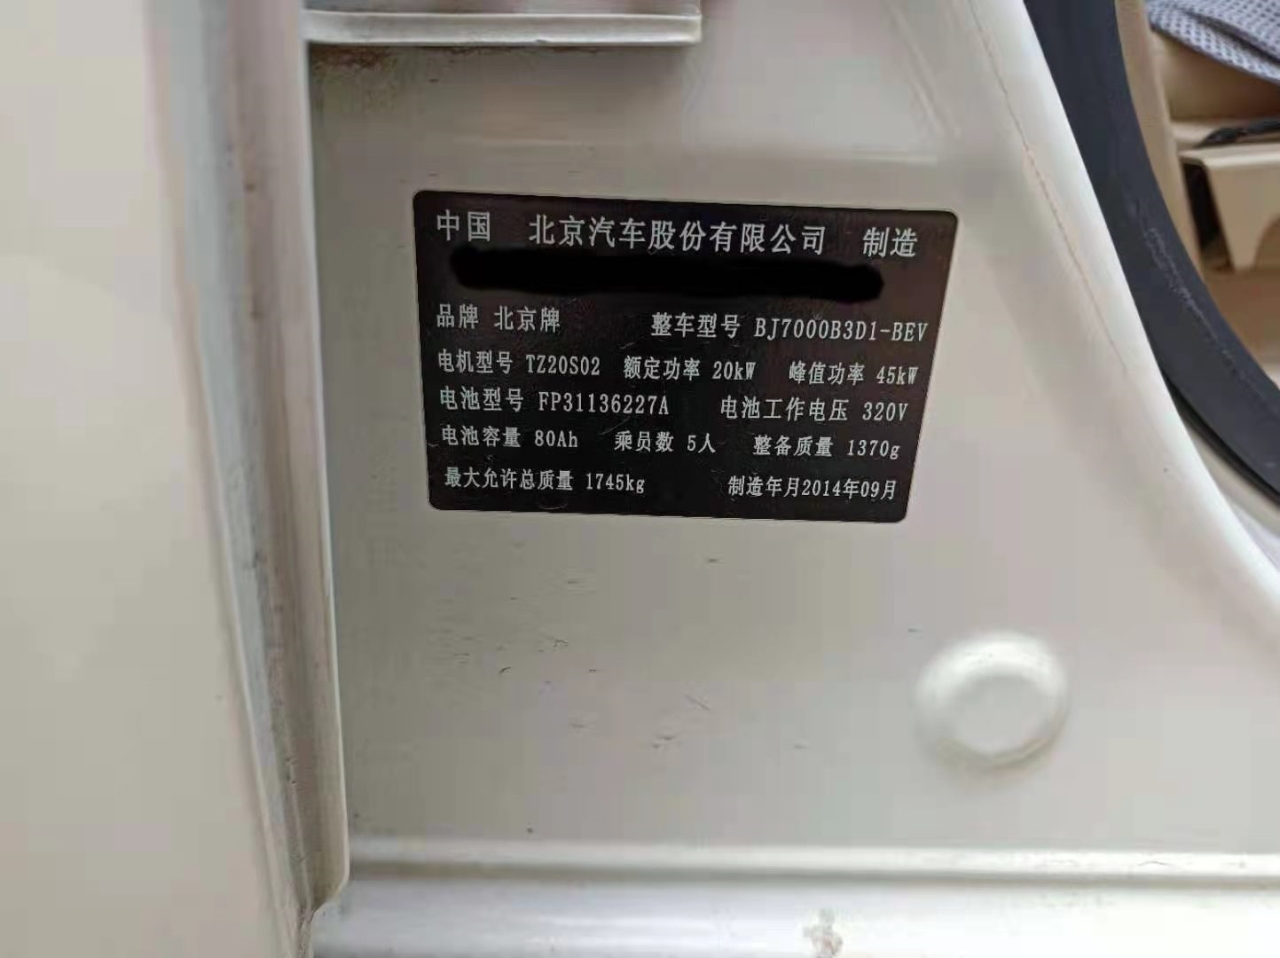 中国 北京汽车股份有限公司 制造
品牌 北京牌 整车型号 BJ7000B3D1-BEV
电机型号 TZ20S02 额定功率 20kW 峰值功率 45kW
电池型号 FP31136227A 电池工作电压 320V
电池容量 80Ah 乘员数 5人 整备质量 1370g
最大允许总质量 1745kg 制造年月2014年09月